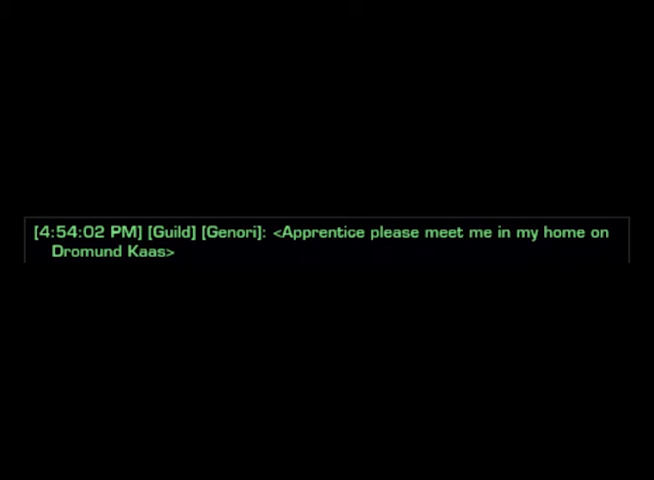 [4:54:02 PM] [Guild] [Genori]: <Apprentice please meet me in my home on
Dromund Kaas>